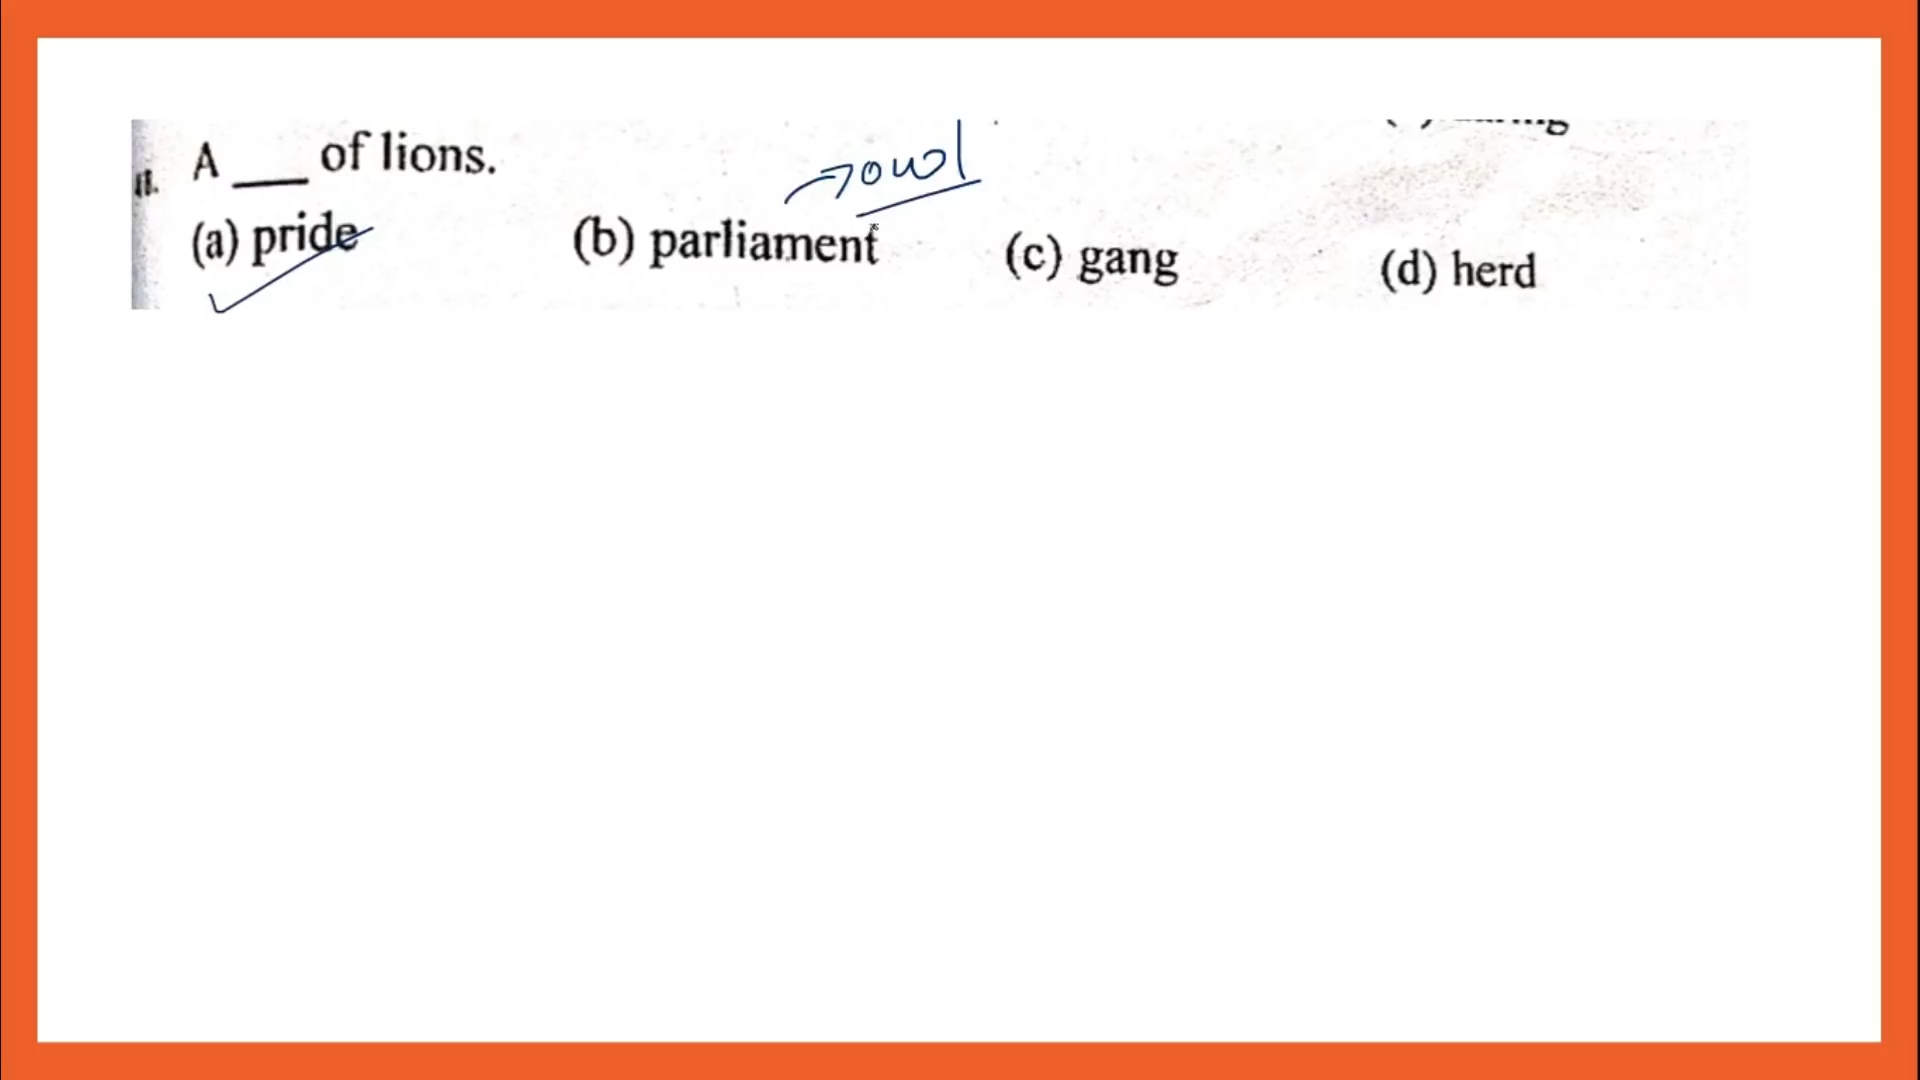 A ___ of lions.
owl
(a) pride (b) parliament (c) gang (d) herd